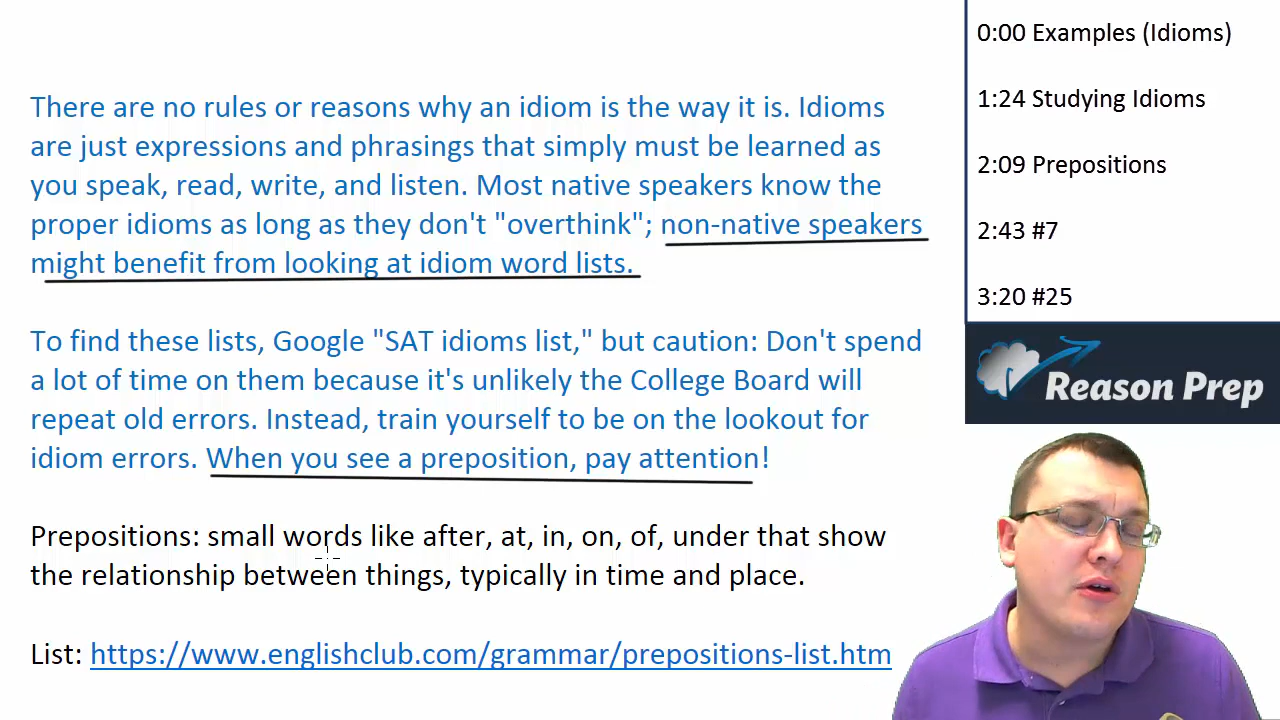 There are no rules or reasons why an idiom is the way it is. Idioms
are just expressions and phrasings that simply must be learned as
you speak, read, write, and listen. Most native speakers know the
proper idioms as long as they don't "overthink"; non-native speakers
might benefit from looking at idiom word lists.
To find these lists, Google "SAT idioms list," but caution: Don't spend
a lot of time on them because it's unlikely the College Board will
repeat old errors. Instead, train yourself to be on the lookout for
idiom errors. When you see a preposition, pay attention!
Prepositions: small words like after, at, in, on, of, under that show
the relationship between things, typically in time and place.
List: https://www.englishclub.com/grammar/prepositions-list.htm
0:00 Examples (Idioms)
1:24 Studying Idioms
2:09 Prepositions
2:43 #7
3:20 #25
Reason Prep